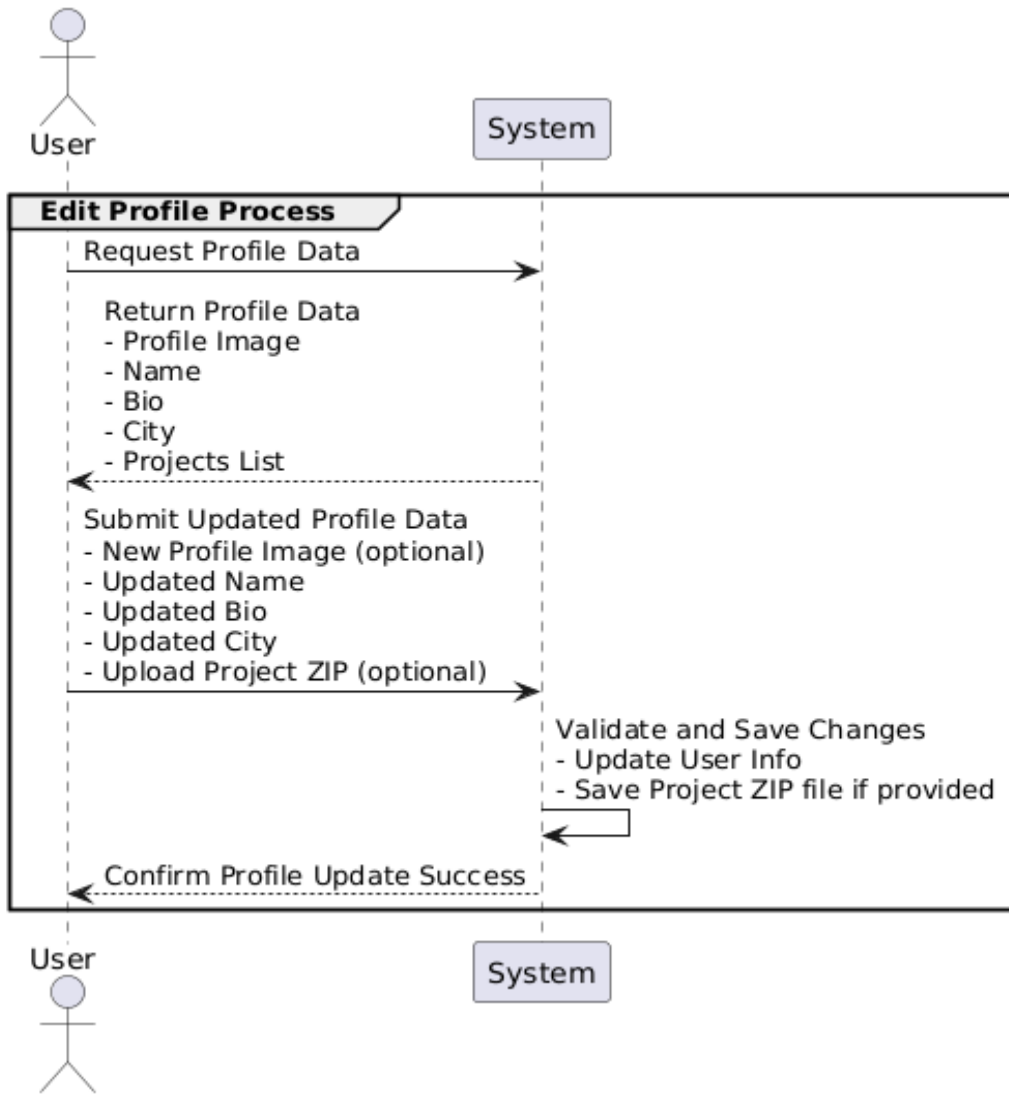 User
System
Edit Profile Process
Request Profile Data
Return Profile Data
- Profile Image
- Name
- Bio
- City
- Projects List
Submit Updated Profile Data
- New Profile Image (optional)
- Updated Name
- Updated Bio
- Updated City
- Upload Project ZIP (optional)
Validate and Save Changes
- Update User Info
- Save Project ZIP file if provided
Confirm Profile Update Success
User
System